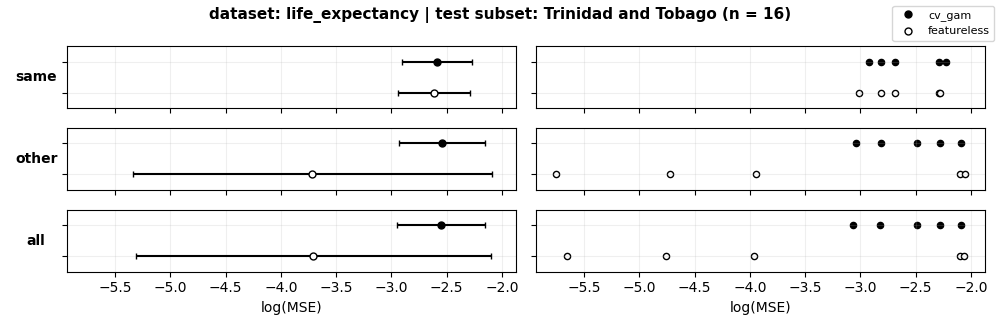 dataset: life_expectancy | test subset: Trinidad and Tobago (n = 16)
cv_gam
featureless
same
other
all
−5.5 −5.0 −4.5 −4.0 −3.5 −3.0 −2.5 −2.0
−5.5 −5.0 −4.5 −4.0 −3.5 −3.0 −2.5 −2.0
log(MSE)
log(MSE)